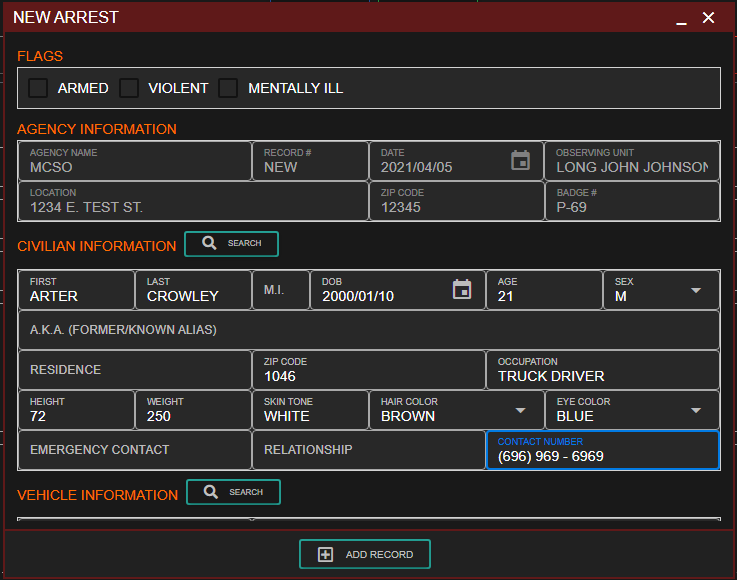 NEW ARREST
FLAGS
ARMED VIOLENT MENTALLY ILL
AGENCY INFORMATION
AGENCY NAME RECORD # DATE OBSERVING UNIT
MCSO NEW 2021/04/05 LONG JOHN JOHNSON
LOCATION ZIP CODE BADGE #
1234 E. TEST ST. 12345 P-69
CIVILIAN INFORMATION SEARCH
FIRST LAST M.I. DOB AGE SEX
ARTER CROWLEY 2000/01/10 21 M
A.K.A. (FORMER/KNOWN ALIAS)
RESIDENCE ZIP CODE OCCUPATION
1046 TRUCK DRIVER
HEIGHT WEIGHT SKIN TONE HAIR COLOR EYE COLOR
72 250 WHITE BROWN BLUE
EMERGENCY CONTACT RELATIONSHIP CONTACT NUMBER
(696) 969 - 6969
VEHICLE INFORMATION SEARCH
ADD RECORD